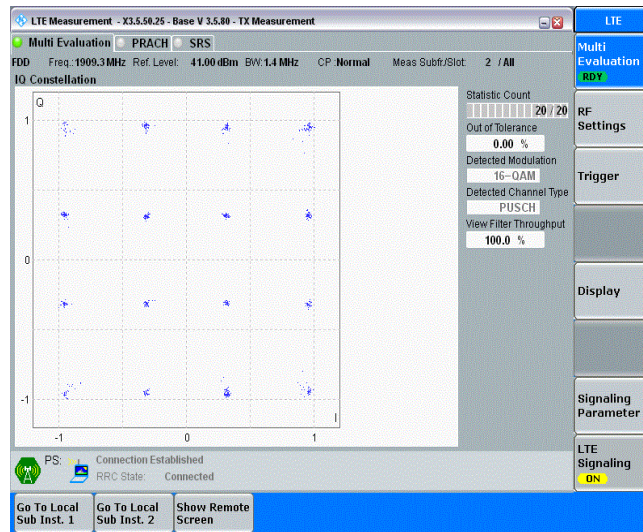 LTE Measurement - X3.5.50.25 - Base V 3.5.80 - TX Measurement
LTE
Multi Evaluation PRACH SRS
FDD Freq.: 1909.3 MHz Ref. Level: 41.00 dBm BW: 1.4 MHz CP : Normal Meas Subfr./Slot: 2 / All
IQ Constellation
Q
1
0
-1
-1 0 1
I
Statistic Count
20 / 20
Out of Tolerance
0.00 %
Detected Modulation
16-QAM
Detected Channel Type
PUSCH
View Filter Throughput
100.0 %
Multi
Evaluation
RDY
RF
Settings
Trigger
Display
Signaling
Parameter
LTE
Signaling
ON
PS: Connection Established
RRC State: Connected
Go To Local
Sub Inst. 1
Go To Local
Sub Inst. 2
Show Remote
Screen